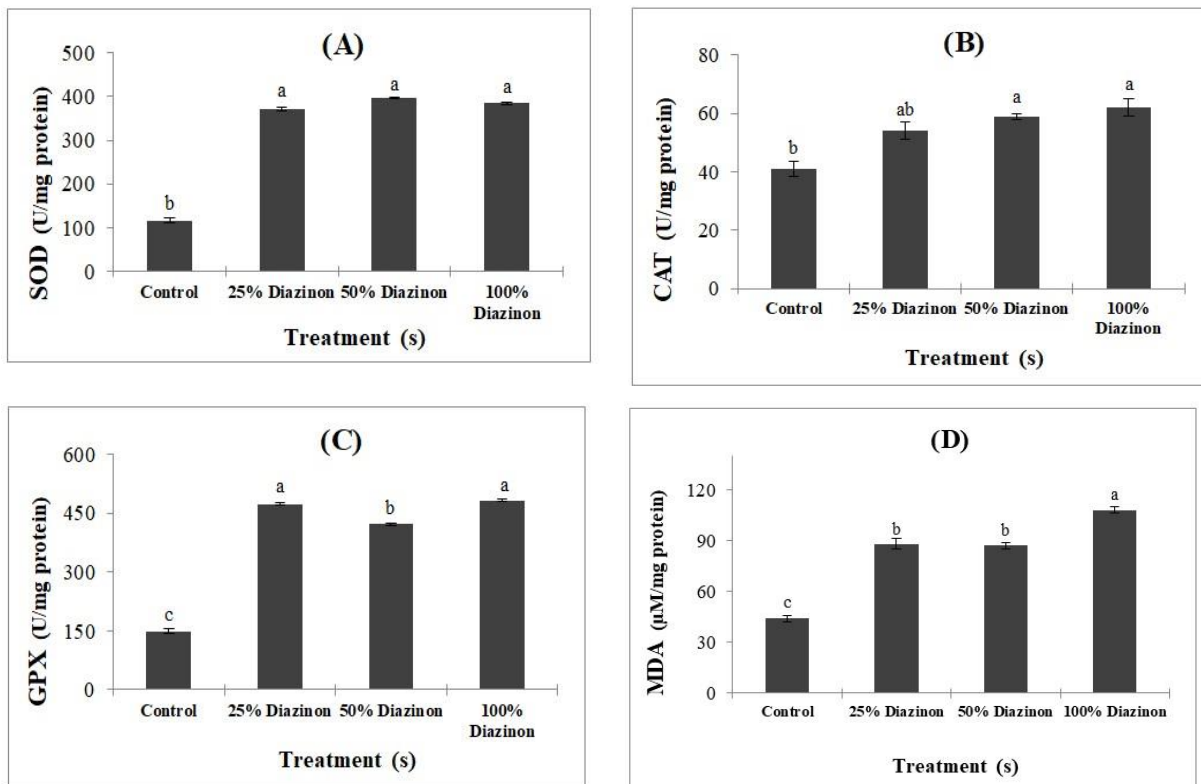 (A)
500
400
300
200
100
0
SOD (U/mg protein)
b
a
a
a
Control
25% Diazinon
50% Diazinon
100%
Diazinon
Treatment (s)
(B)
80
60
40
20
0
CAT (U/mg protein)
b
ab
a
a
Control
25% Diazinon
50% Diazinon
100%
Diazinon
Treatment (s)
(C)
600
450
300
150
0
GPX (U/mg protein)
c
a
b
a
Control
25% Diazinon
50% Diazinon
100%
Diazinon
Treatment (s)
(D)
120
90
60
30
0
MDA (µM/mg protein)
c
b
b
a
Control
25% Diazinon
50% Diazinon
100% Diazinon
Treatment (s)